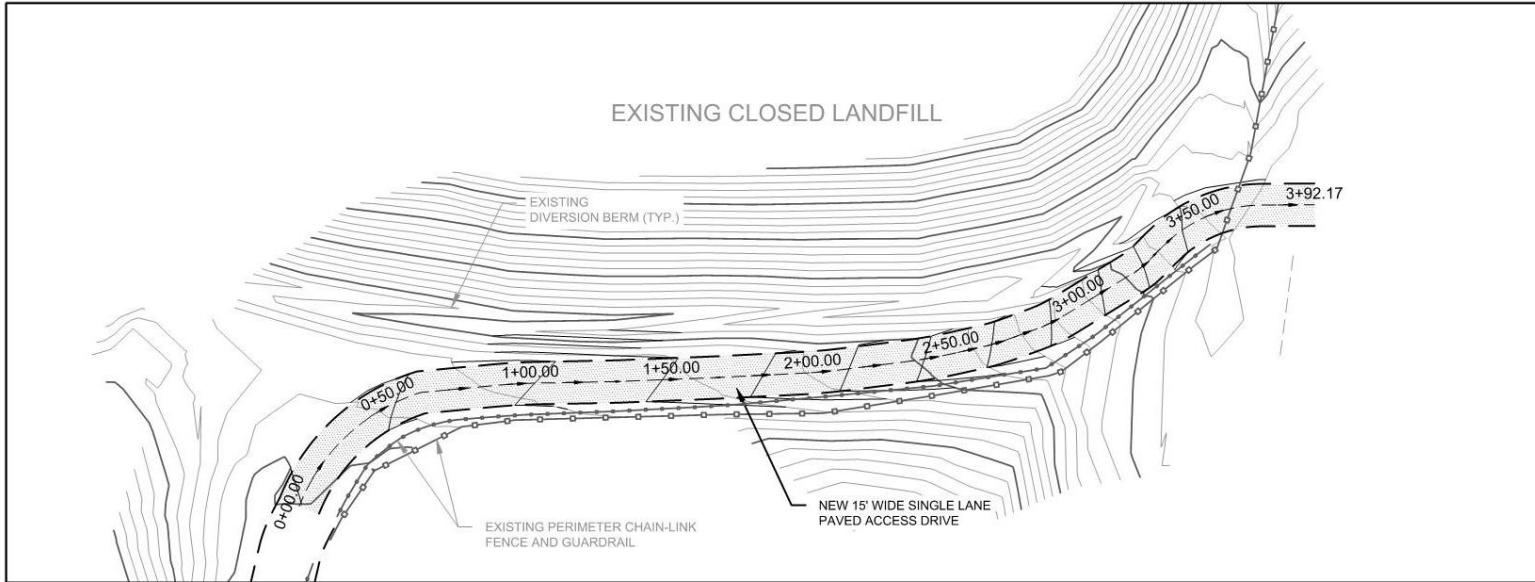 EXISTING CLOSED LANDFILL
EXISTING
DIVERSION BERM (TYP.)
0+00.00
0+50.00
1+00.00
1+50.00
2+00.00
2+50.00
3+00.00
3+50.00
3+92.17
NEW 15' WIDE SINGLE LANE
PAVED ACCESS DRIVE
EXISTING PERIMETER CHAIN-LINK
FENCE AND GUARDRAIL